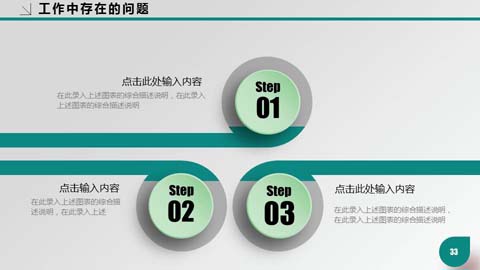 工作中存在的问题
点击此处输入内容
在此录入上述图表的综合描述说明，在此录入
上述图表的综合描述说明
Step
01
点击输入内容
在此录入上述图表的综合描
述说明，在此录入上述
Step
02
Step
03
点击此处输入内容
在此录入上述图表的综合描述说明，
在此录入上述图表的综合描述说明
33